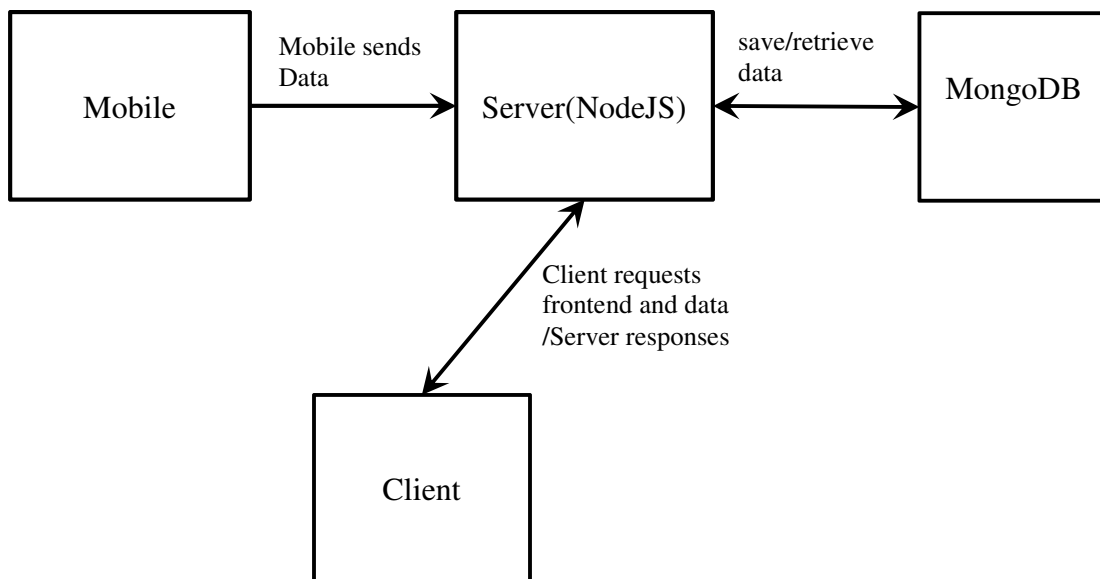 Mobile
Mobile sends
Data
Server(NodeJS)
save/retrieve
data
MongoDB
Client requests
frontend and data
/Server responses
Client